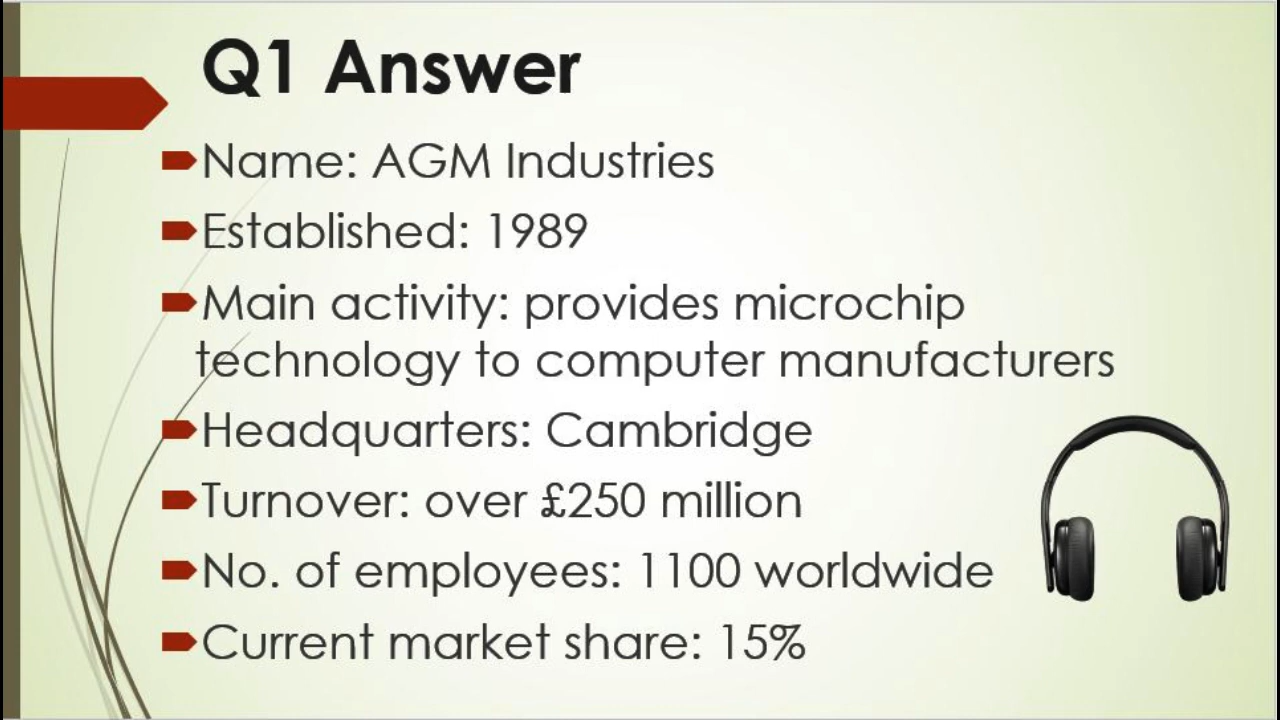 Q1 Answer
Name: AGM Industries
Established: 1989
Main activity: provides microchip
technology to computer manufacturers
Headquarters: Cambridge
Turnover: over £250 million
No. of employees: 1100 worldwide
Current market share: 15%